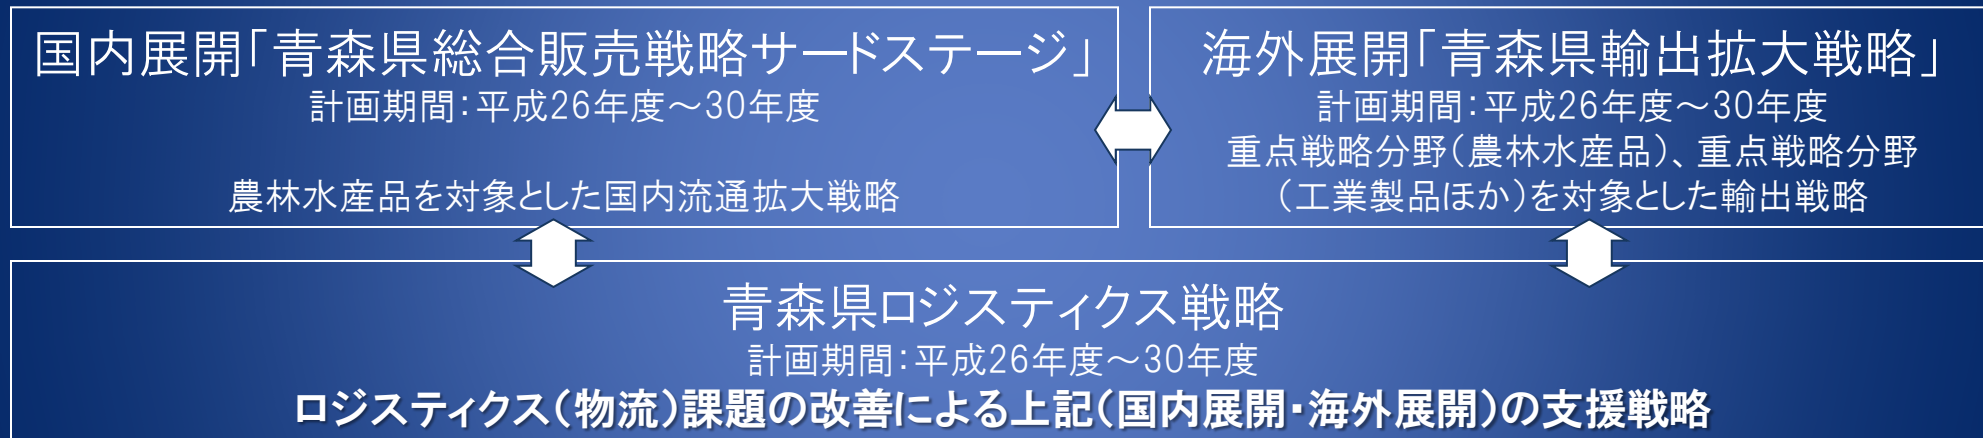 国内展開「青森県総合販売戦略サードステージ」
計画期間：平成26年度～30年度
農林水産品を対象とした国内流通拡大戦略
海外展開「青森県輸出拡大戦略」
計画期間：平成26年度～30年度
重点戦略分野（農林水産品）、重点戦略分野
（工業製品ほか）を対象とした輸出戦略
青森県ロジスティクス戦略
計画期間：平成26年度～30年度
ロジスティクス（物流）課題の改善による上記（国内展開・海外展開）の支援戦略